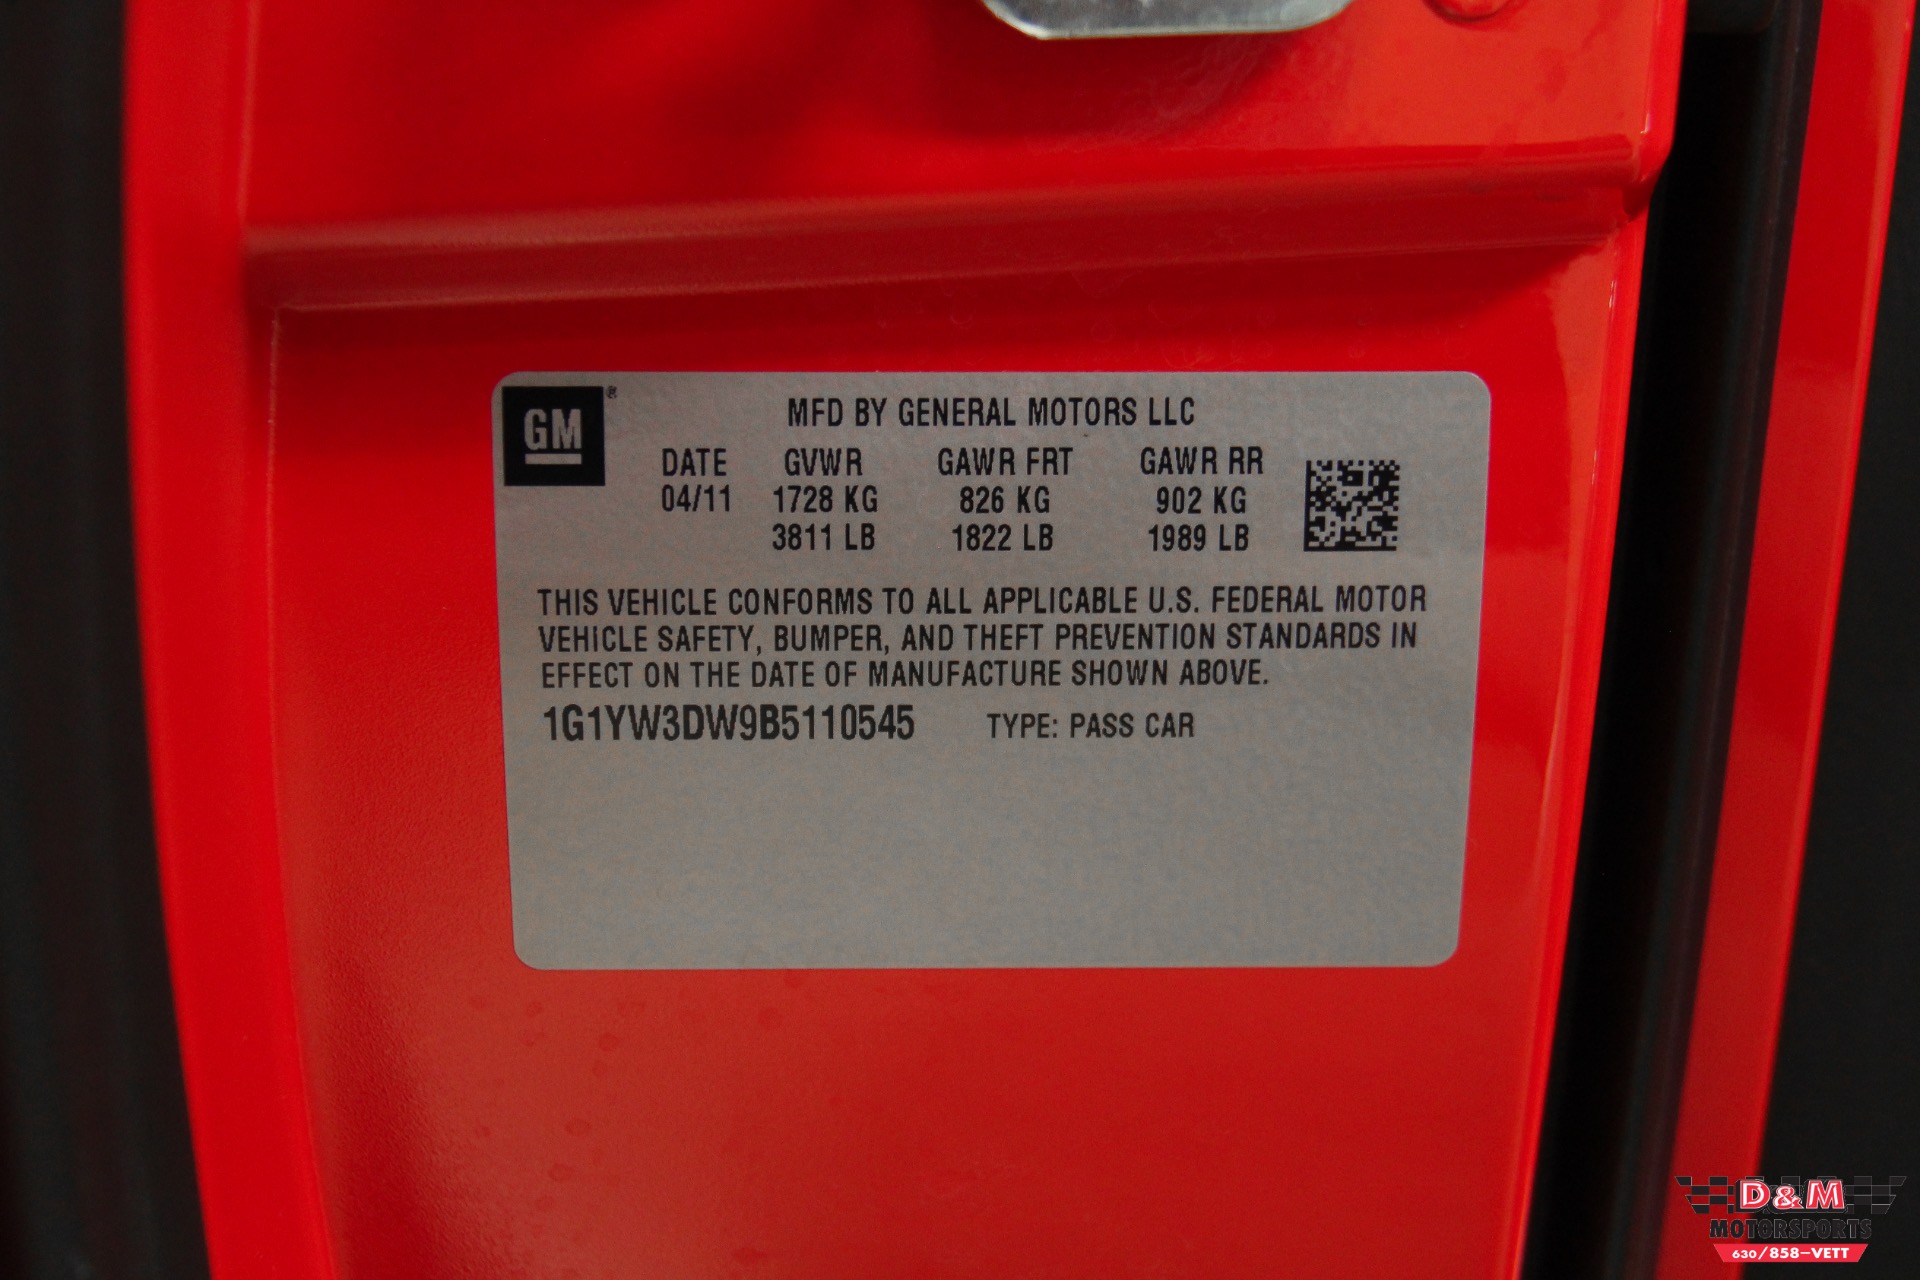 GM®
MFD BY GENERAL MOTORS LLC
DATE GVWR GAWR FRT GAWR RR
04/11 1728 KG 826 KG 902 KG
3811 LB 1822 LB 1989 LB
THIS VEHICLE CONFORMS TO ALL APPLICABLE U.S. FEDERAL MOTOR
VEHICLE SAFETY, BUMPER, AND THEFT PREVENTION STANDARDS IN
EFFECT ON THE DATE OF MANUFACTURE SHOWN ABOVE.
1G1YW3DW9B5110545 TYPE: PASS CAR
D&M
MOTORSPORTS
630/858-VETT